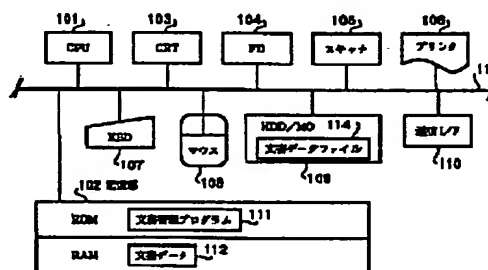 101 103 104 105 106
CPU CRT FD スキャナ プリンタ
KBD マウス HDD/MO 114
文書データファイル 通信I/F
107 108 109 110
102 記憶部
ROM 文書管理プログラム 111
RAM 文書データ 112